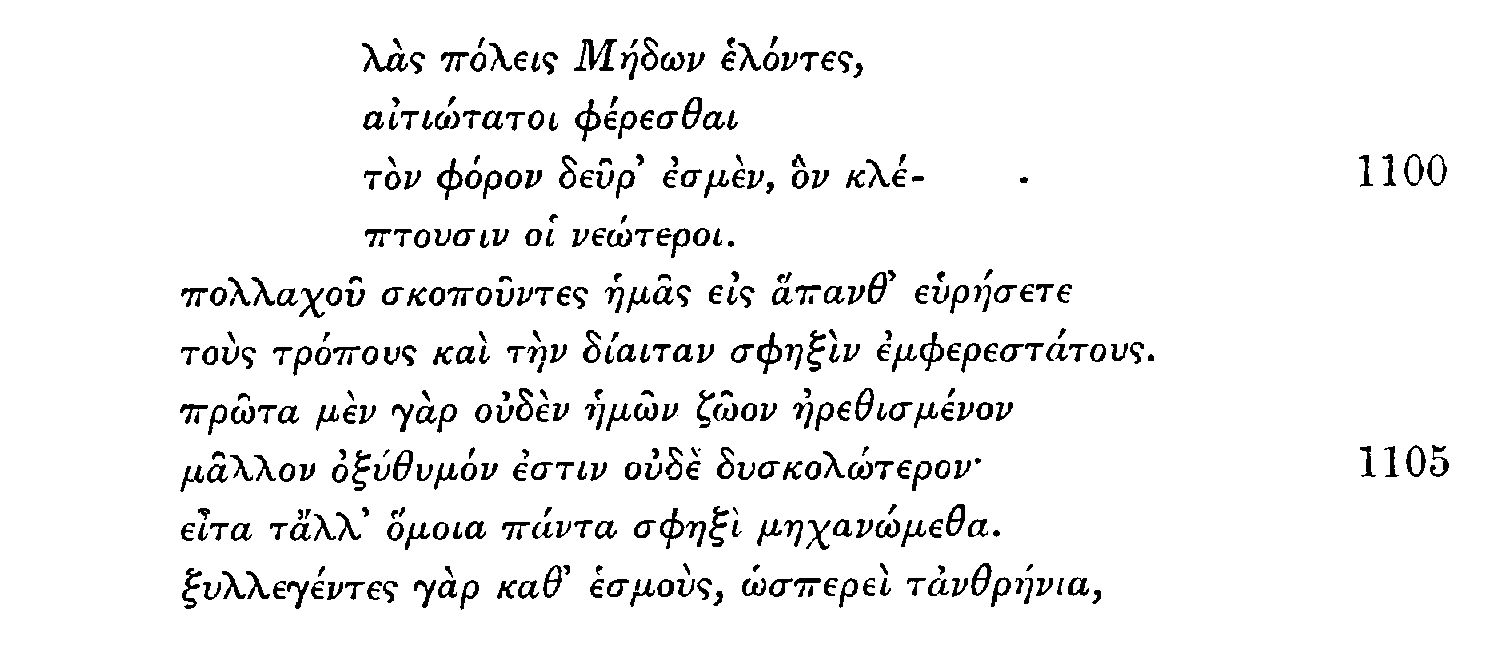 λὰς πόλεις Μήδων ἑλόντες,
αἰτιώτατοι φέρεσθαι
τὸν φόρον δεῦρ’ ἐσμὲν, ὃν κλέ- 1100
πτουσιν οἱ νεώτεροι.
πολλαχοῦ σκοποῦντες ἡμᾶς εἰς ἅπανθ’ εὑρήσετε
τοὺς τρόπους καὶ τὴν δίαιταν σφηξὶν ἐμφερεστάτους.
πρῶτα μὲν γὰρ οὐδὲν ἡμῶν ζῶον ἠρεθισμένον
μᾶλλον ὀξύθυμόν ἐστιν οὐδὲ δυσκολώτερον· 1105
εἶτα τἄλλ’ ὅμοια πάντα σφηξὶ μηχανώμεθα.
ξυλλεγέντες γὰρ καθ’ ἑσμοὺς, ὡσπερεὶ τἀνθρήνια,